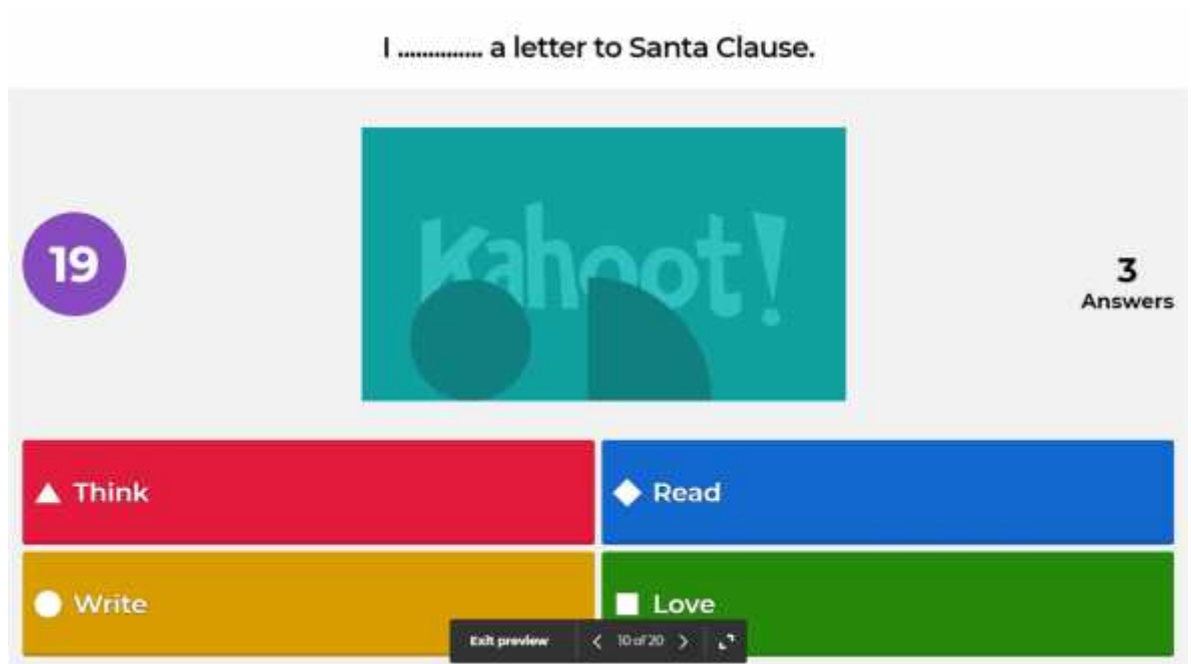 I .............. a letter to Santa Clause.
Kahoot!
19
3
Answers
Think
Read
Write
Love
Exit preview
10 of 20